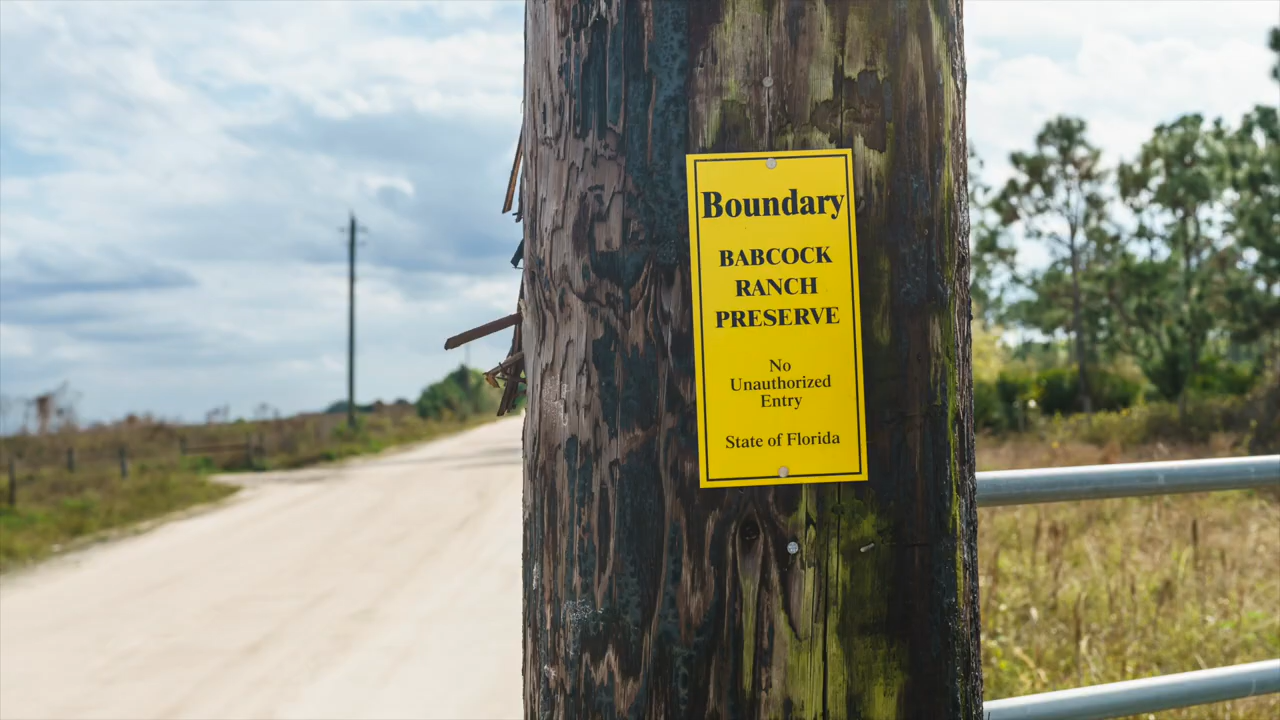 Boundary
BABCOCK
RANCH
PRESERVE
No
Unauthorized
Entry
State of Florida